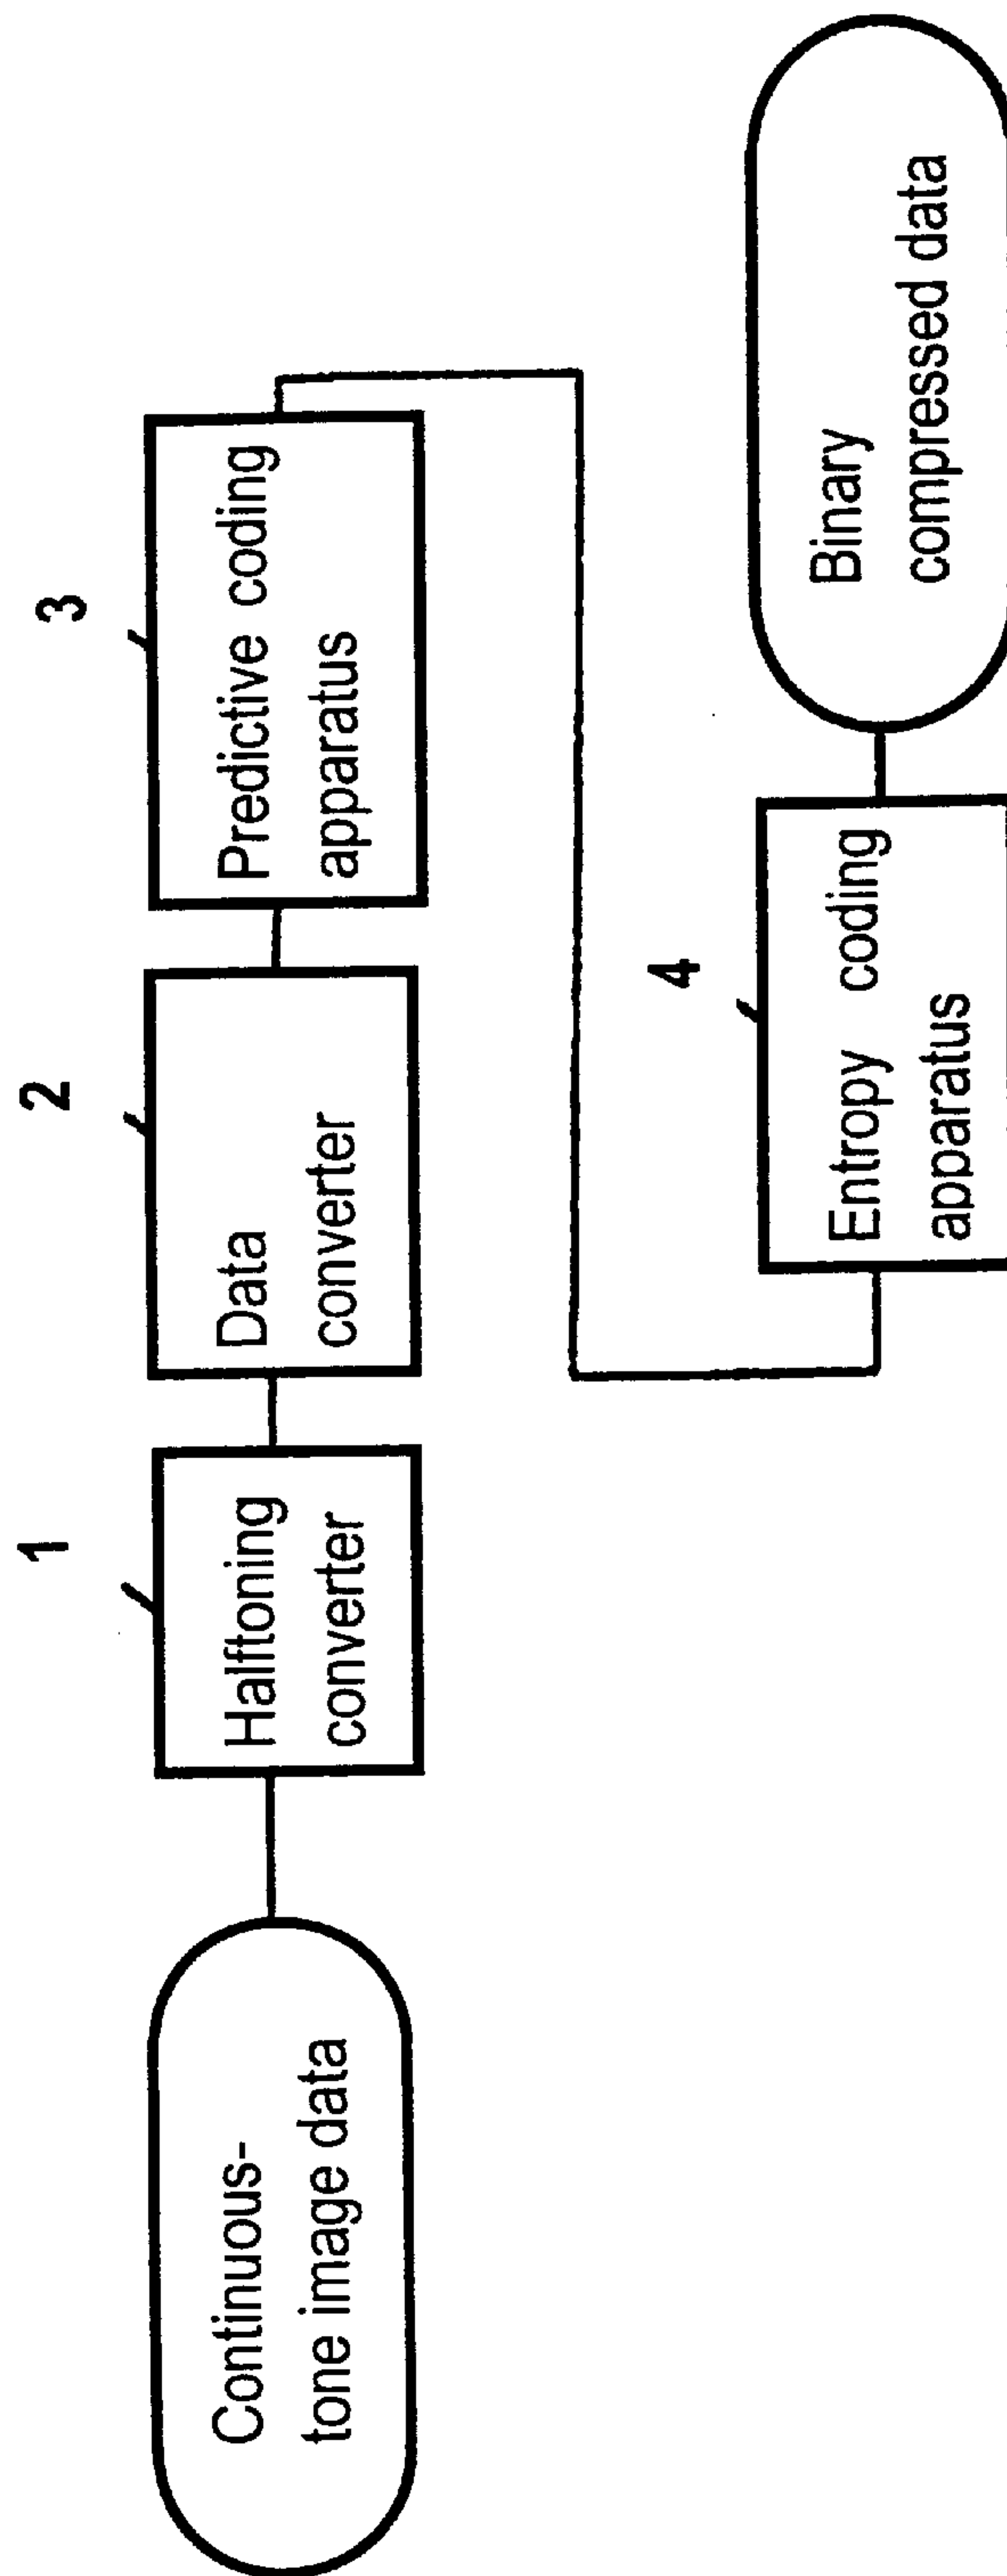 Continuous-
tone image data
1
Halftoning
converter
2
Data
converter
3
Predictive coding
apparatus
4
Entropy coding
apparatus
Binary
compressed data